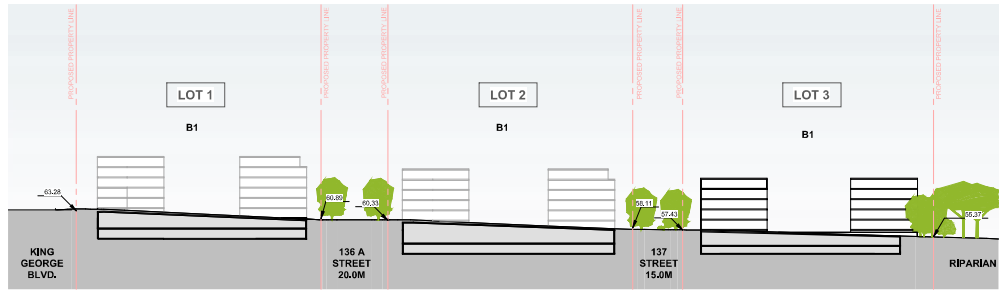 PROPOSED PROPERTY LINE
PROPOSED PROPERTY LINE
PROPOSED PROPERTY LINE
PROPOSED PROPERTY LINE
PROPOSED PROPERTY LINE
PROPOSED PROPERTY LINE
LOT 1
LOT 2
LOT 3
B1
B1
B1
63.28
60.89
60.33
58.11
57.43
55.37
KING
GEORGE
BLVD.
136 A
STREET
20.0M
137
STREET
15.0M
RIPARIAN